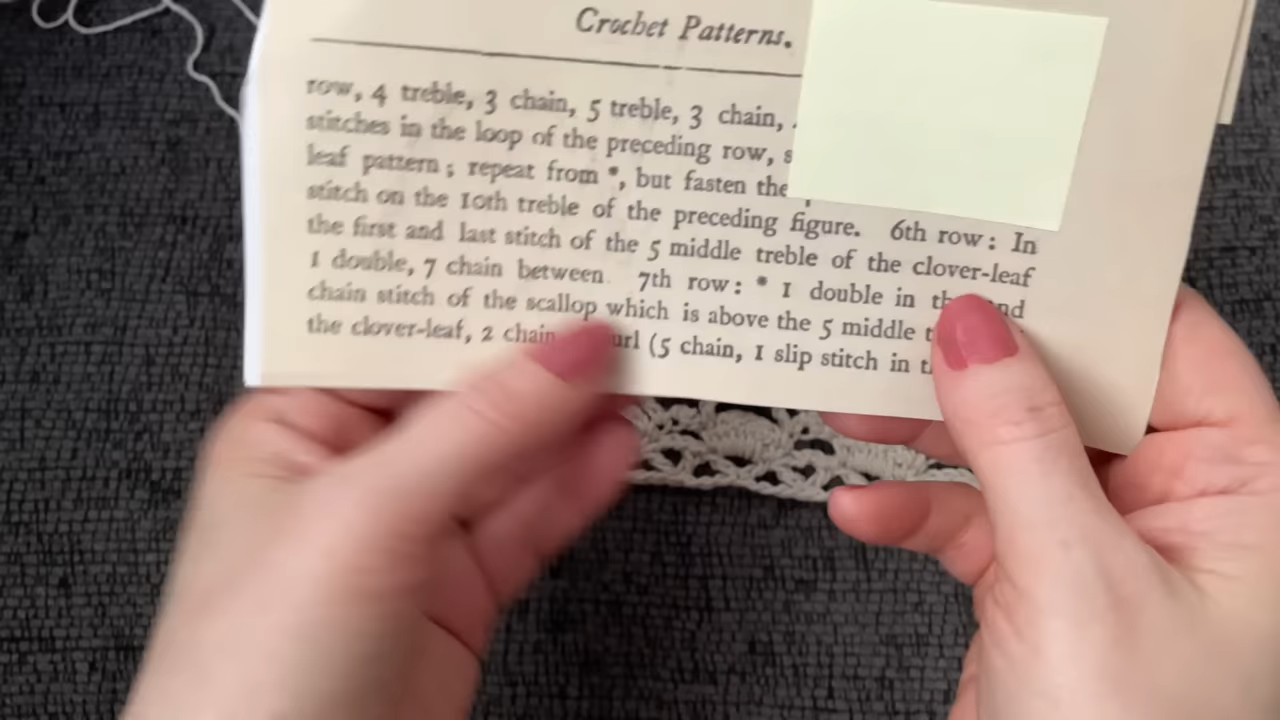 Crochet Patterns.
row, 4 treble, 3 chain, 5 treble, 3 chain,
stitches in the loop of the preceding row,
leaf pattern; repeat from *, but fasten the
stitch on the 10th treble of the preceding figure. 6th row: In
the first and last stitch of the 5 middle treble of the clover-leaf
1 double, 7 chain between. 7th row: * 1 double in
chain stitch of the scallop which is above the 5 middle
the clover-leaf, 2 chain (5 chain, 1 slip stitch in